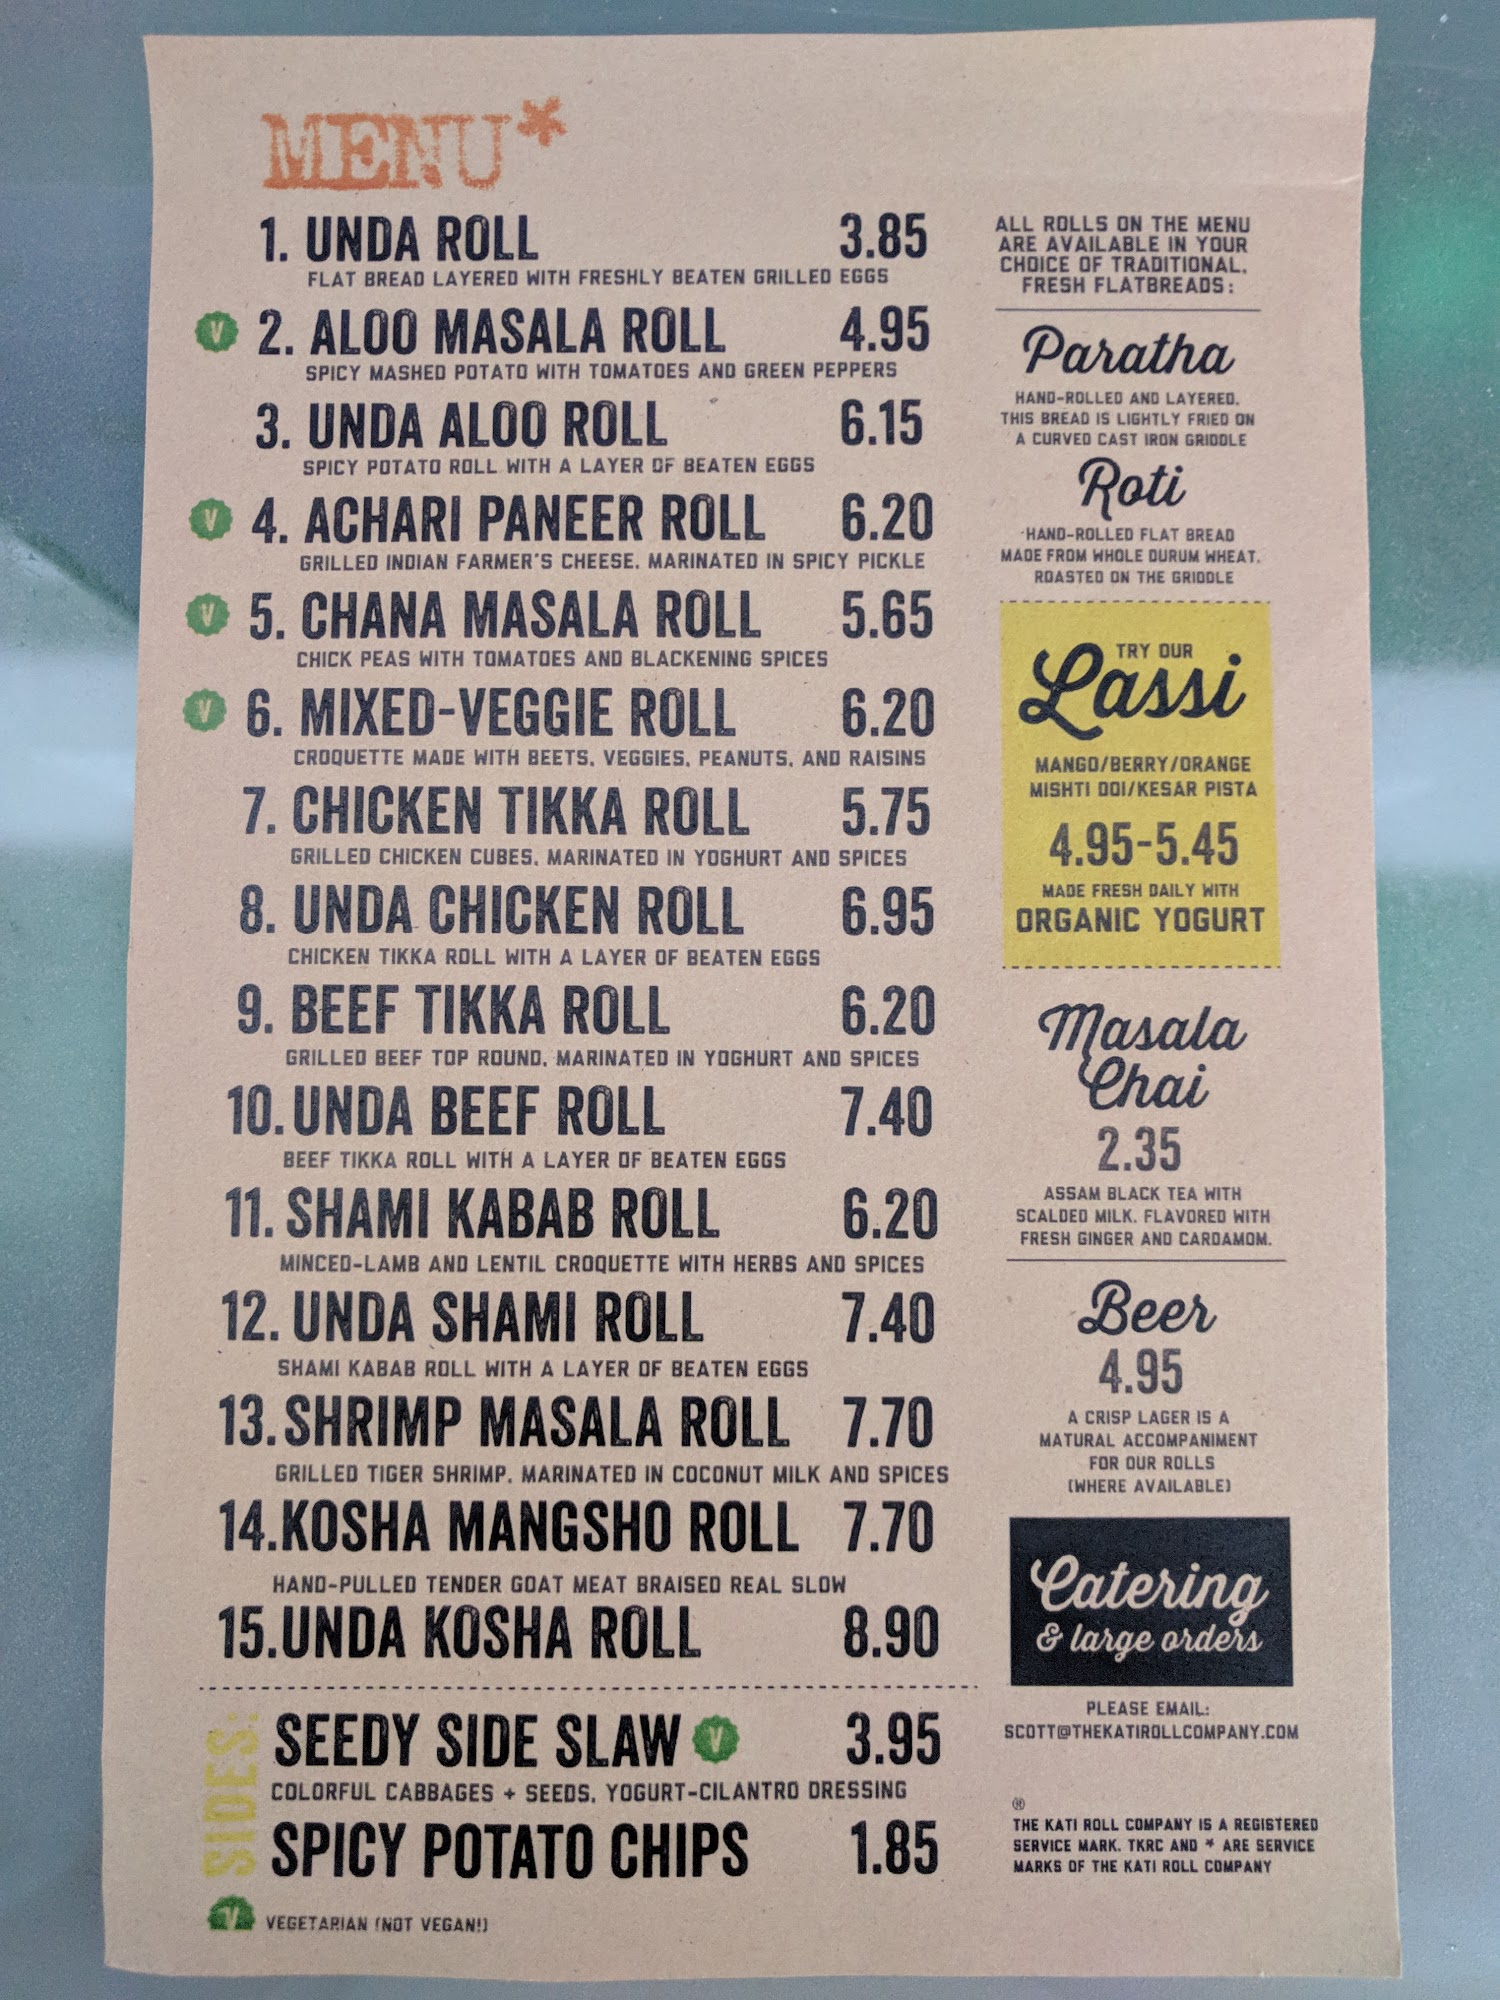 MENU*
1. UNDA ROLL 3.85
FLAT BREAD LAYERED WITH FRESHLY BEATEN GRILLED EGGS
V 2. ALOO MASALA ROLL 4.95
SPICY MASHED POTATO WITH TOMATOES AND GREEN PEPPERS
3. UNDA ALOO ROLL 6.15
SPICY POTATO ROLL WITH A LAYER OF BEATEN EGGS
V 4. ACHARI PANEER ROLL 6.20
GRILLED INDIAN FARMER'S CHEESE, MARINATED IN SPICY PICKLE
V 5. CHANA MASALA ROLL 5.65
CHICK PEAS WITH TOMATOES AND BLACKENING SPICES
V 6. MIXED-VEGGIE ROLL 6.20
CROQUETTE MADE WITH BEETS, VEGGIES, PEANUTS, AND RAISINS
7. CHICKEN TIKKA ROLL 5.75
GRILLED CHICKEN CUBES, MARINATED IN YOGHURT AND SPICES
8. UNDA CHICKEN ROLL 6.95
CHICKEN TIKKA ROLL WITH A LAYER OF BEATEN EGGS
9. BEEF TIKKA ROLL 6.20
GRILLED BEEF TOP ROUND, MARINATED IN YOGHURT AND SPICES
10. UNDA BEEF ROLL 7.40
BEEF TIKKA ROLL WITH A LAYER OF BEATEN EGGS
11. SHAMI KABAB ROLL 6.20
MINCED-LAMB AND LENTIL CROQUETTE WITH HERBS AND SPICES
12. UNDA SHAMI ROLL 7.40
SHAMI KABAB ROLL WITH A LAYER OF BEATEN EGGS
13. SHRIMP MASALA ROLL 7.70
GRILLED TIGER SHRIMP, MARINATED IN COCONUT MILK AND SPICES
14. KOSHA MANGSHO ROLL 7.70
HAND-PULLED TENDER GOAT MEAT BRAISED REAL SLOW
15. UNDA KOSHA ROLL 8.90
SIDES:
SEEDY SIDE SLAW V 3.95
COLORFUL CABBAGES + SEEDS, YOGURT-CILANTRO DRESSING
SPICY POTATO CHIPS 1.85
V VEGETARIAN (NOT VEGAN!)
ALL ROLLS ON THE MENU
ARE AVAILABLE IN YOUR
CHOICE OF TRADITIONAL,
FRESH FLATBREADS:
Paratha
HAND-ROLLED AND LAYERED,
THIS BREAD IS LIGHTLY FRIED ON
A CURVED CAST IRON GRIDDLE
Roti
HAND-ROLLED FLAT BREAD
MADE FROM WHOLE DURUM WHEAT,
ROASTED ON THE GRIDDLE
TRY OUR
Lassi
MANGO/BERRY/ORANGE
MISHTI DOI/KESAR PISTA
4.95-5.45
MADE FRESH DAILY WITH
ORGANIC YOGURT
Masala
Chai
2.35
ASSAM BLACK TEA WITH
SCALDED MILK, FLAVORED WITH
FRESH GINGER AND CARDAMOM.
Beer
4.95
A CRISP LAGER IS A
MATURAL ACCOMPANIMENT
FOR OUR ROLLS
(WHERE AVAILABLE)
Catering
& large orders
PLEASE EMAIL:
SCOTT@THEKATIROLLCOMPANY.COM
®
THE KATI ROLL COMPANY IS A REGISTERED
SERVICE MARK. TKRC AND * ARE SERVICE
MARKS OF THE KATI ROLL COMPANY